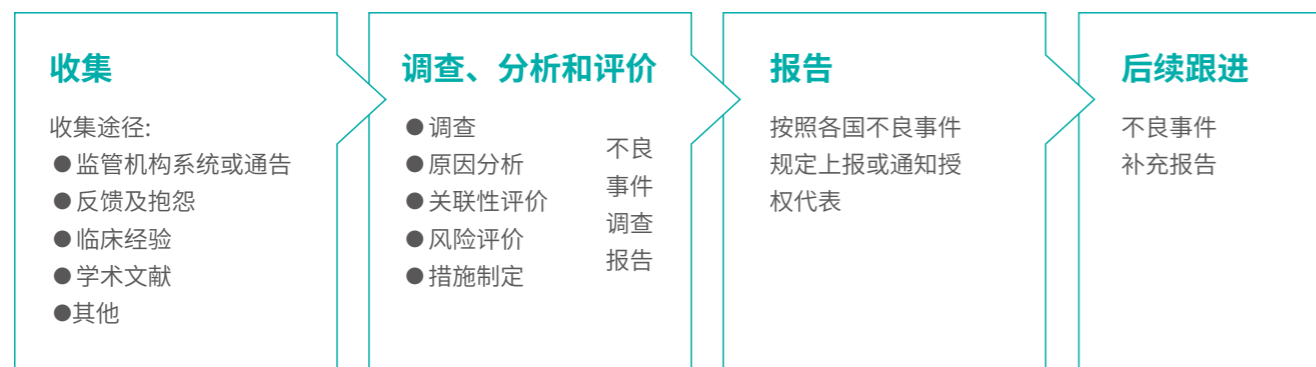 收集
收集途径:
●监管机构系统或通告
●反馈及抱怨
●临床经验
●学术文献
●其他
调查、分析和评价
●调查
●原因分析
●关联性评价
●风险评价
●措施制定
不良
事件
调查
报告
报告
按照各国不良事件
规定上报或通知授
权代表
后续跟进
不良事件
补充报告